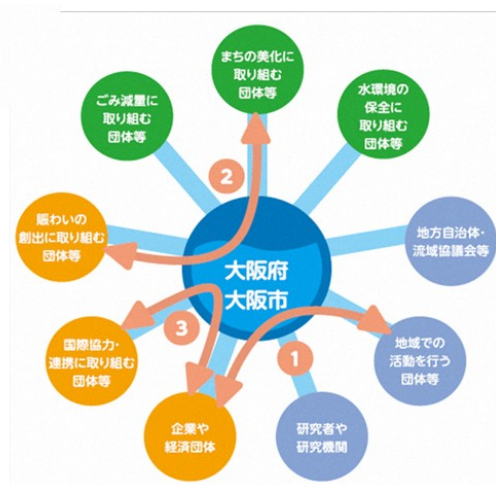 まちの美化に
取り組む
団体等
ごみ減量に
取り組む
団体等
水環境の
保全に
取り組む
団体等
2
賑わいの
創出に取り組む
団体等
地方自治体・
流域協議会等
大阪府
大阪市
3
1
国際協力・
連携に取り組む
団体等
地域での
活動を行う
団体等
企業や
経済団体
研究者や
研究機関